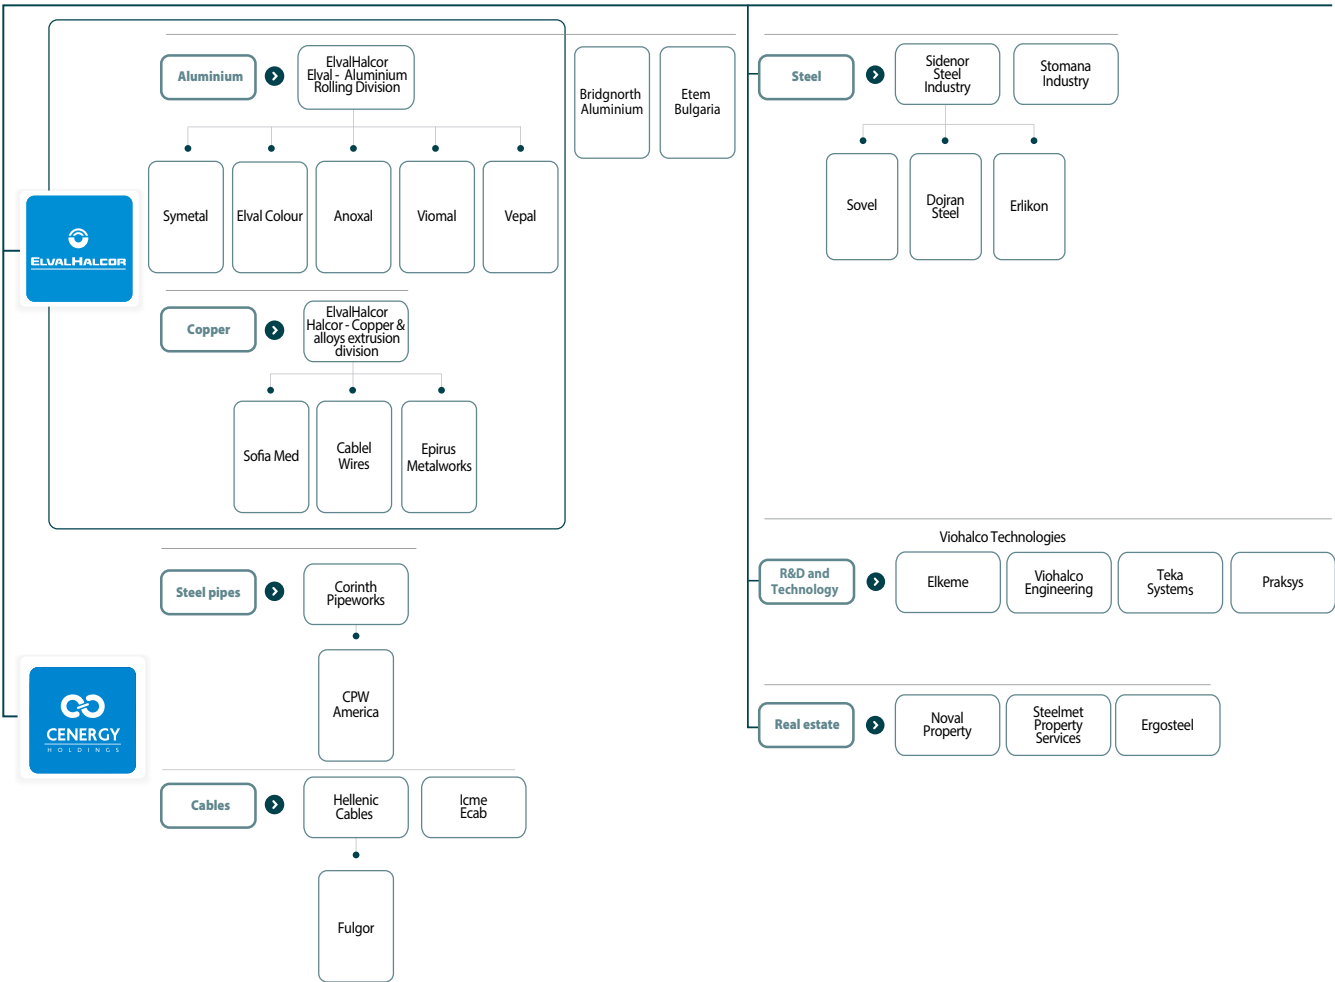 Aluminium
ElvalHalcor
Elval - Aluminium
Rolling Division
Bridgnorth
Aluminium
Etem
Bulgaria
Symetal
Elval Colour
Anoxal
Viomal
Vepal
ELVALHALCOR
Copper
ElvalHalcor
Halcor - Copper &
alloys extrusion
division
Sofia Med
Cablel
Wires
Epirus
Metalworks
Steel pipes
Corinth
Pipeworks
CPW
America
CENERGY
HOLDINGS
Cables
Hellenic
Cables
Icme
Ecab
Fulgor
Steel
Sidenor
Steel
Industry
Stomana
Industry
Sovel
Dojran
Steel
Erlikon
Viohalco Technologies
R&D and
Technology
Elkeme
Viohalco
Engineering
Teka
Systems
Praksys
Real estate
Noval
Property
Steelmet
Property
Services
Ergosteel